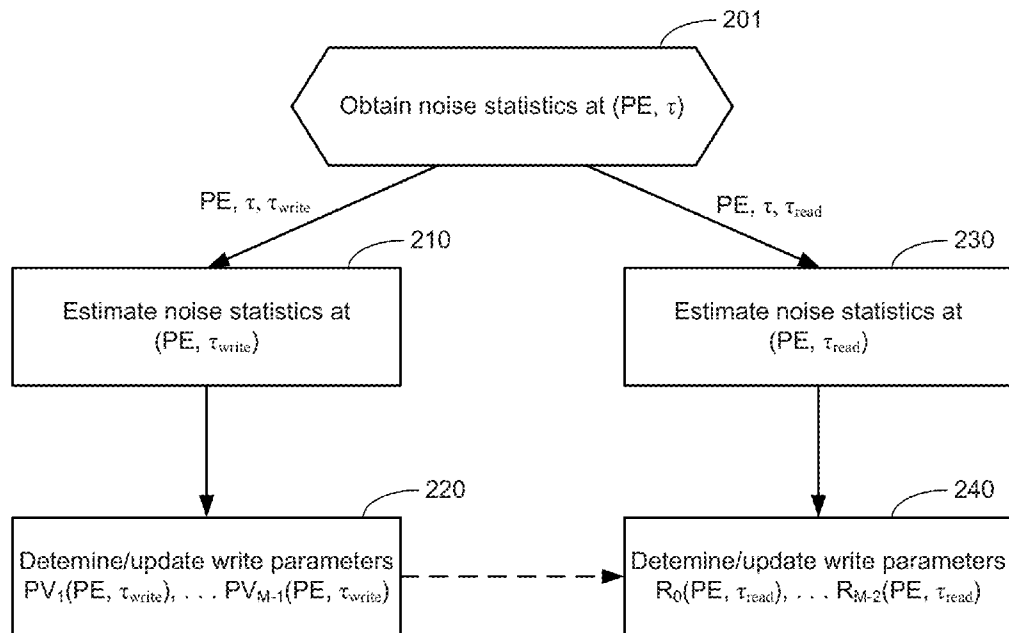 201
Obtain noise statistics at (PE, τ)
PE, τ, τwrite
PE, τ, τread
210
230
Estimate noise statistics at
(PE, τwrite)
Estimate noise statistics at
(PE, τread)
220
240
Detemine/update write parameters
PV1(PE, τwrite), . . . PVM-1(PE, τwrite)
Detemine/update write parameters
R0(PE, τread), . . . RM-2(PE, τread)